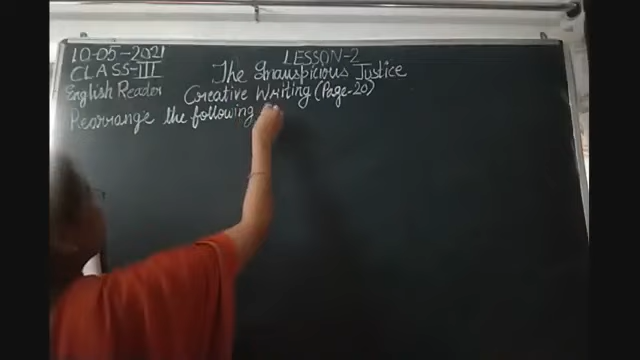 10-05-2021
LESSON-2
CLASS-III
The Inauspicious Justice
English Reader
Creative Writing (Page-20)
Rearrange the following